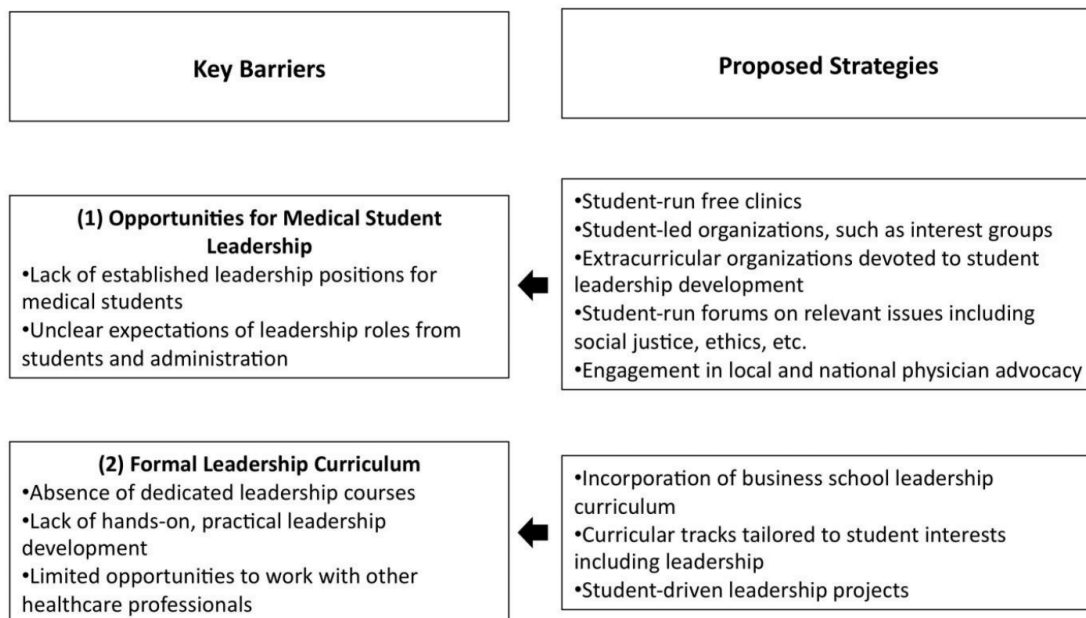 Key Barriers
Proposed Strategies
(1) Opportunities for Medical Student
Leadership
•Lack of established leadership positions for
medical students
•Unclear expectations of leadership roles from
students and administration
•Student-run free clinics
•Student-led organizations, such as interest groups
•Extracurricular organizations devoted to student
leadership development
•Student-run forums on relevant issues including
social justice, ethics, etc.
•Engagement in local and national physician advocacy
(2) Formal Leadership Curriculum
•Absence of dedicated leadership courses
•Lack of hands-on, practical leadership
development
•Limited opportunities to work with other
healthcare professionals
•Incorporation of business school leadership
curriculum
•Curricular tracks tailored to student interests
including leadership
•Student-driven leadership projects